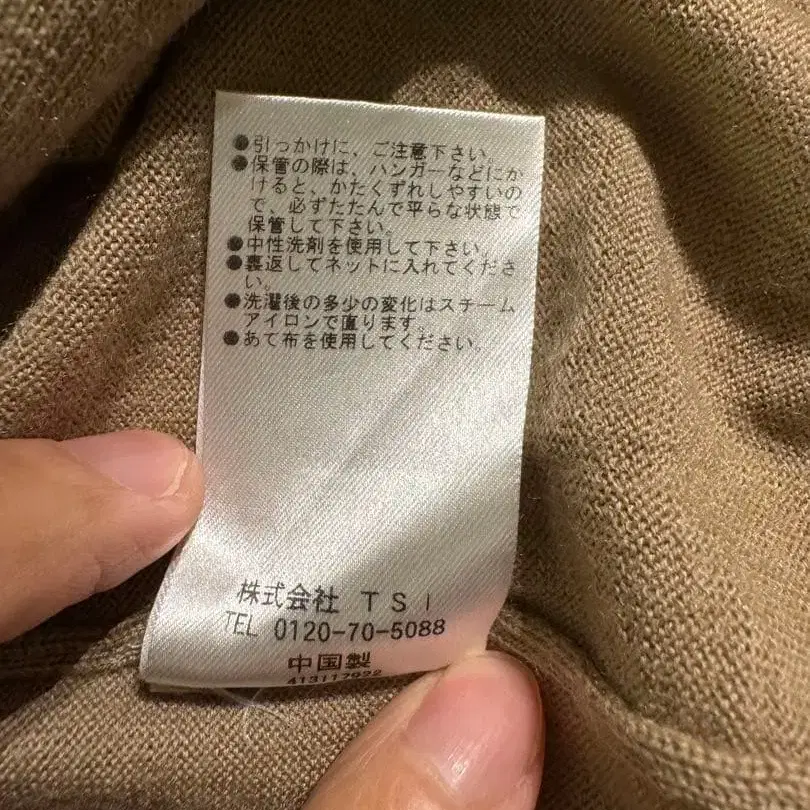 ●引っかけに、ご注意下さい。
●保管の際は、ハンガーなどにか
けると、かたくずれしやすいの
で、必ずたたんで平らな状態で
保管して下さい。
●中性洗剤を使用して下さい。
●裏返してネットに入れてくださ
い。
●洗濯後の多少の変化はスチーム
アイロンで直ります。
●あて布を使用してください。
株式会社 TSI
TEL 0120-70-5088
中国製